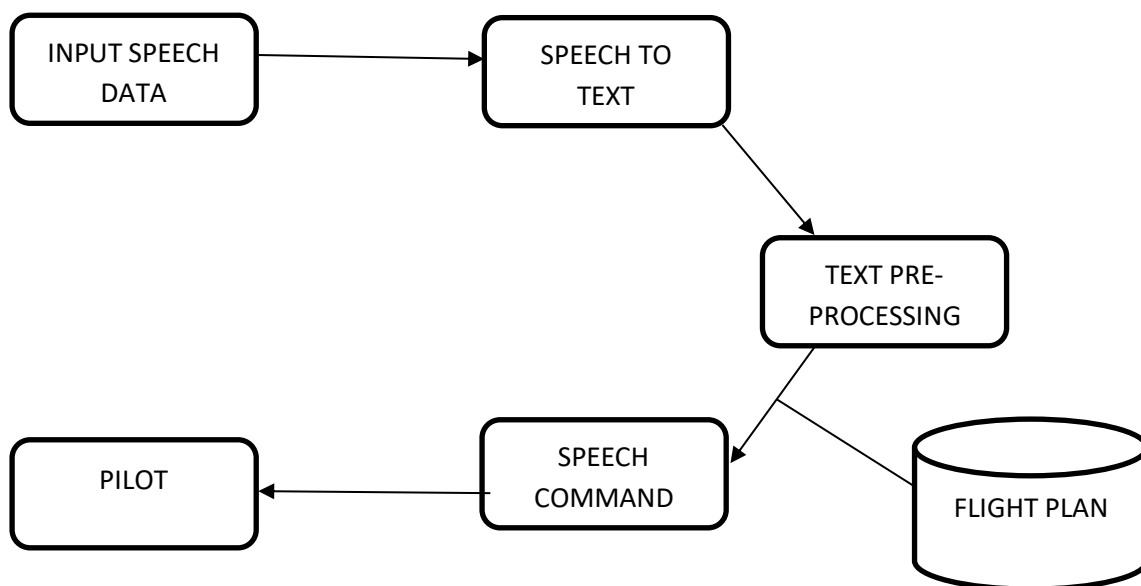 INPUT SPEECH
DATA
SPEECH TO
TEXT
TEXT PRE-
PROCESSING
SPEECH
COMMAND
PILOT
FLIGHT PLAN